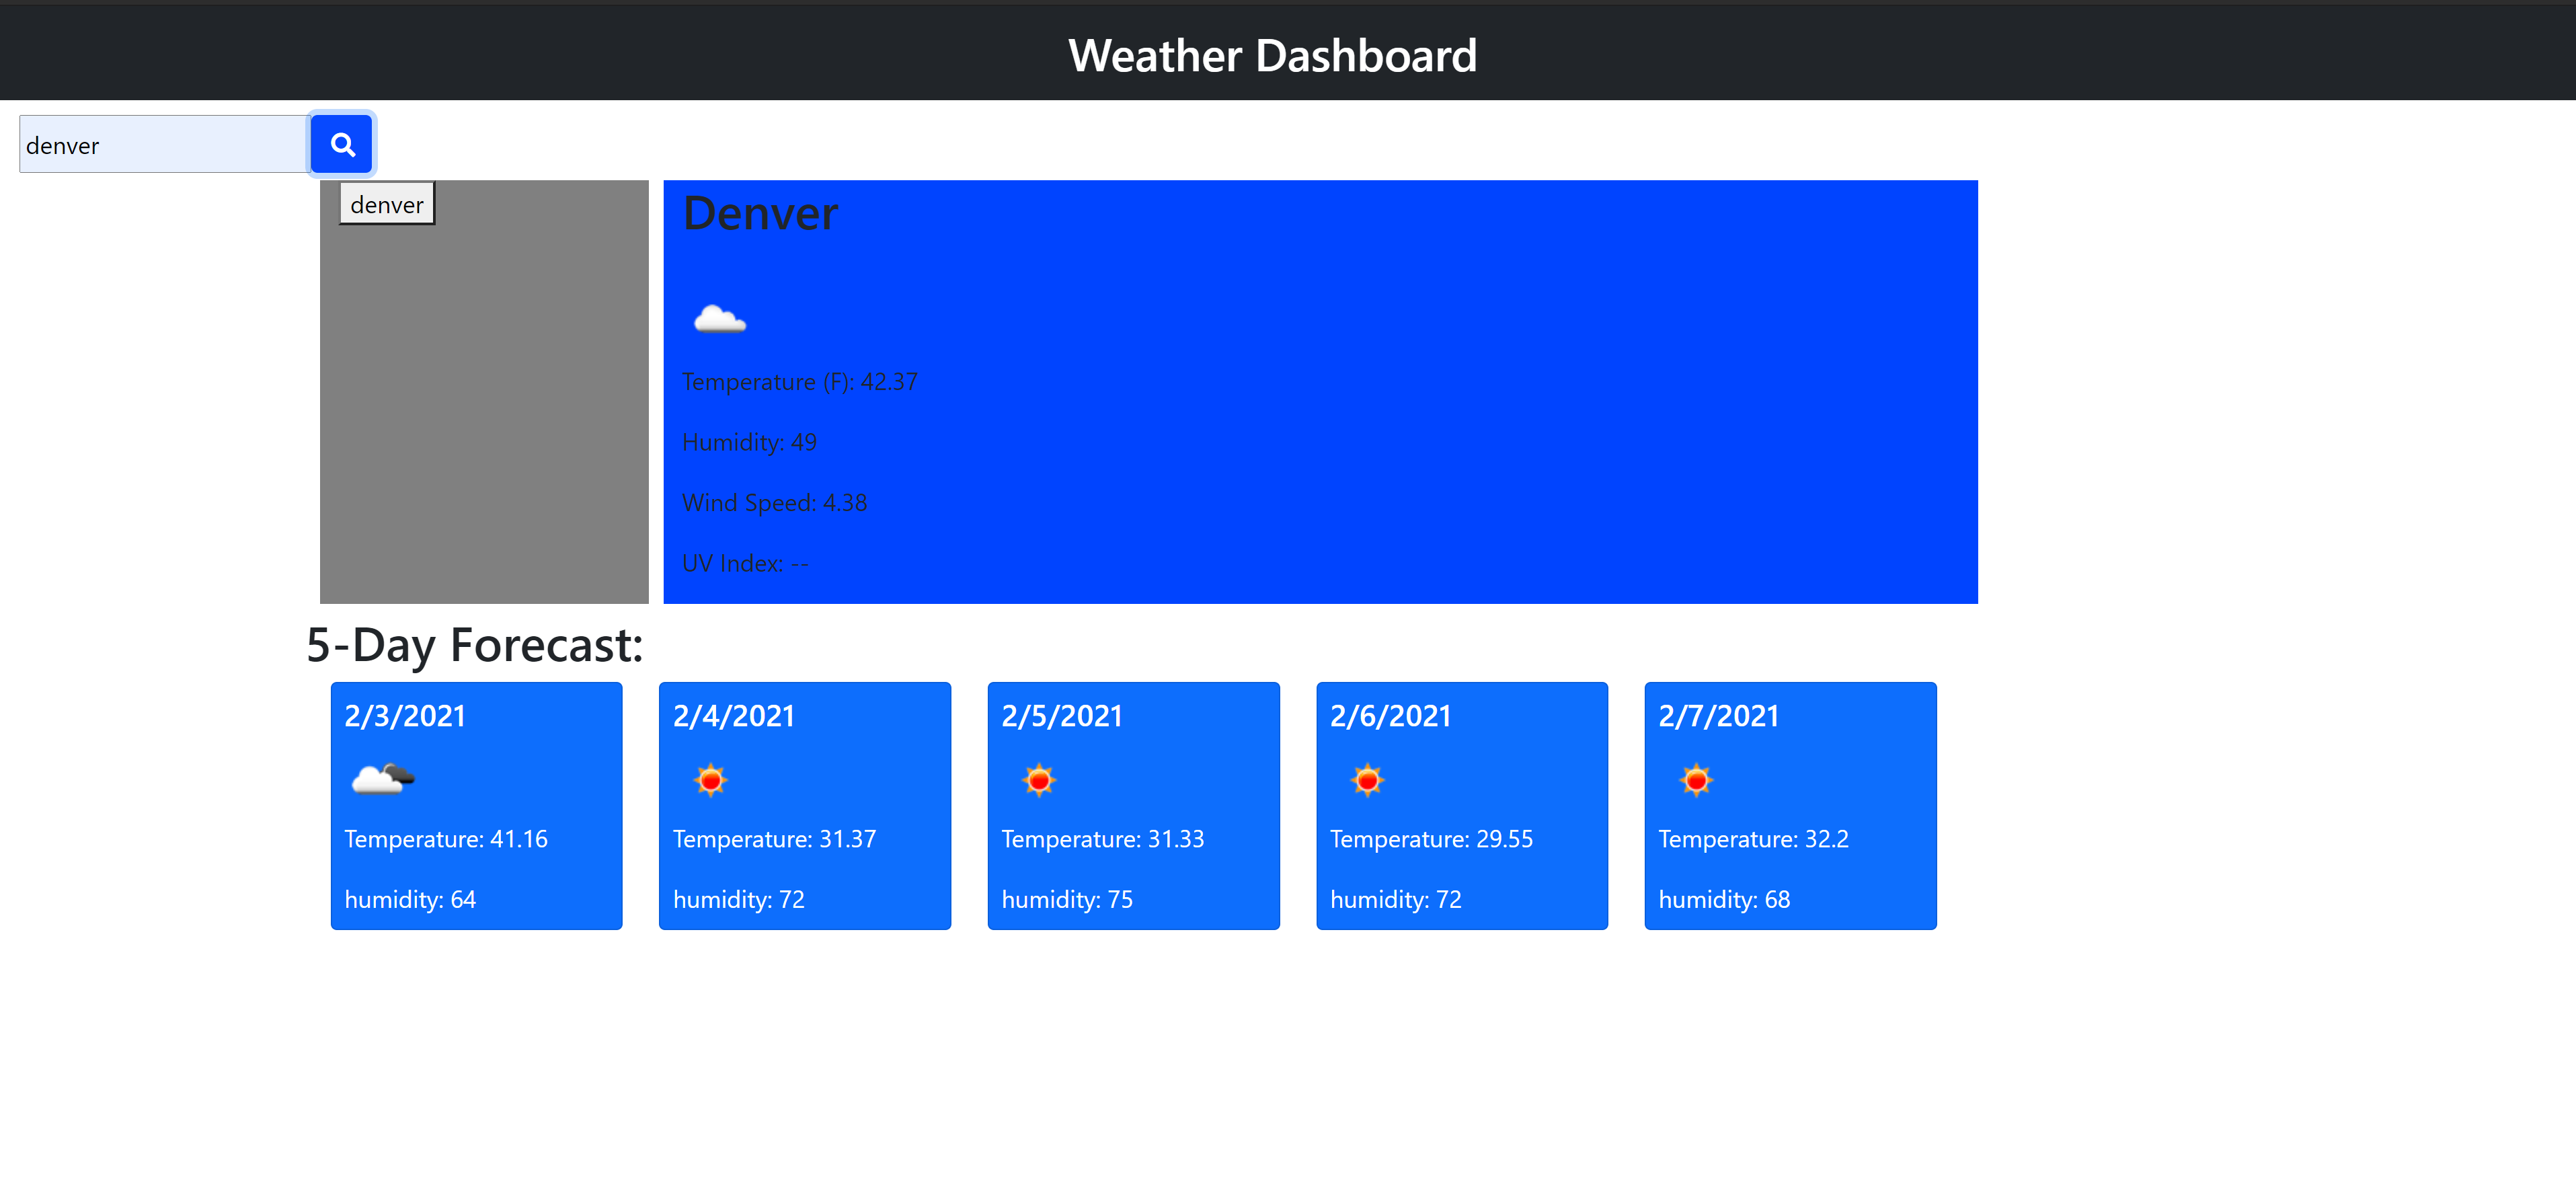 Weather Dashboard
denver
denver
Denver
Temperature (F): 42.37
Humidity: 49
Wind Speed: 4.38
UV Index: --
5-Day Forecast:
2/3/2021
Temperature: 41.16
humidity: 64
2/4/2021
Temperature: 31.37
humidity: 72
2/5/2021
Temperature: 31.33
humidity: 75
2/6/2021
Temperature: 29.55
humidity: 72
2/7/2021
Temperature: 32.2
humidity: 68